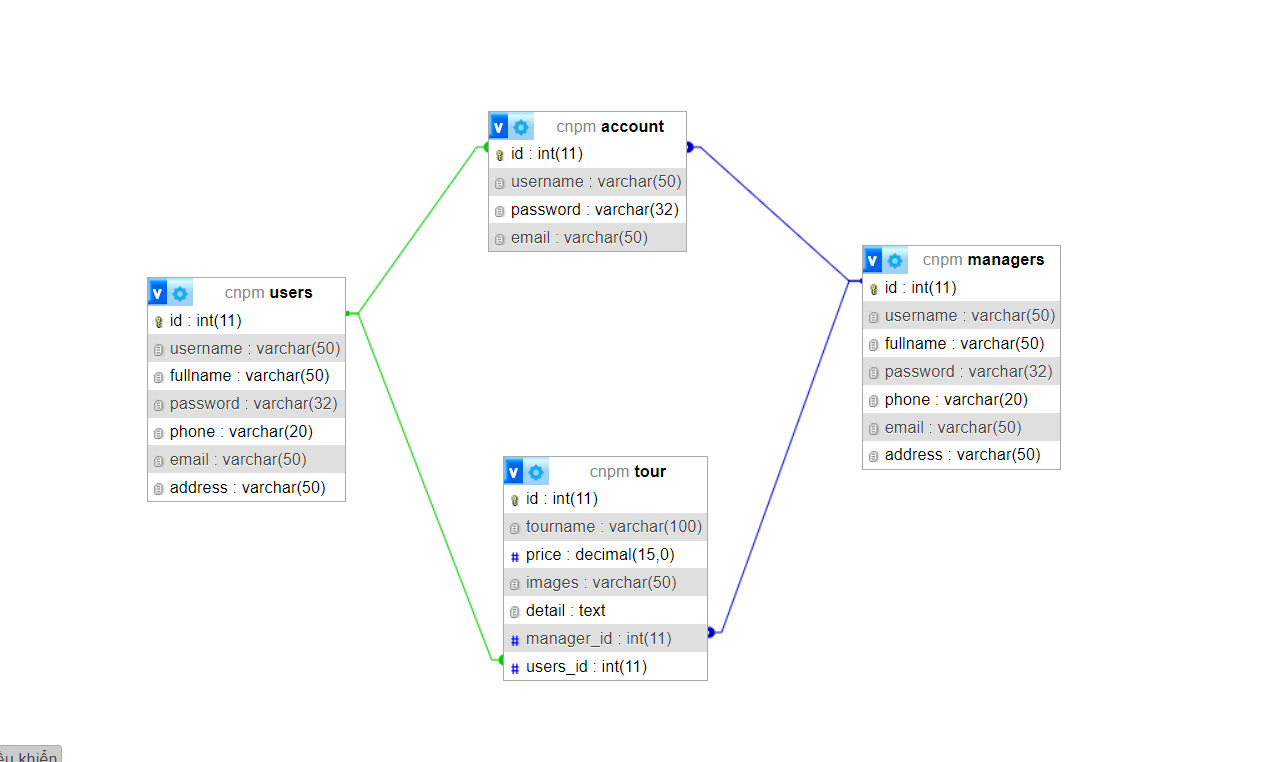 v cnpm account
id : int(11)
username : varchar(50)
password : varchar(32)
email : varchar(50)
v cnpm managers
id : int(11)
username : varchar(50)
fullname : varchar(50)
password : varchar(32)
phone : varchar(20)
email : varchar(50)
address : varchar(50)
v cnpm users
id : int(11)
username : varchar(50)
fullname : varchar(50)
password : varchar(32)
phone : varchar(20)
email : varchar(50)
address : varchar(50)
v cnpm tour
id : int(11)
tourname : varchar(100)
# price : decimal(15,0)
images : varchar(50)
detail : text
# manager_id : int(11)
# users_id : int(11)
khiển